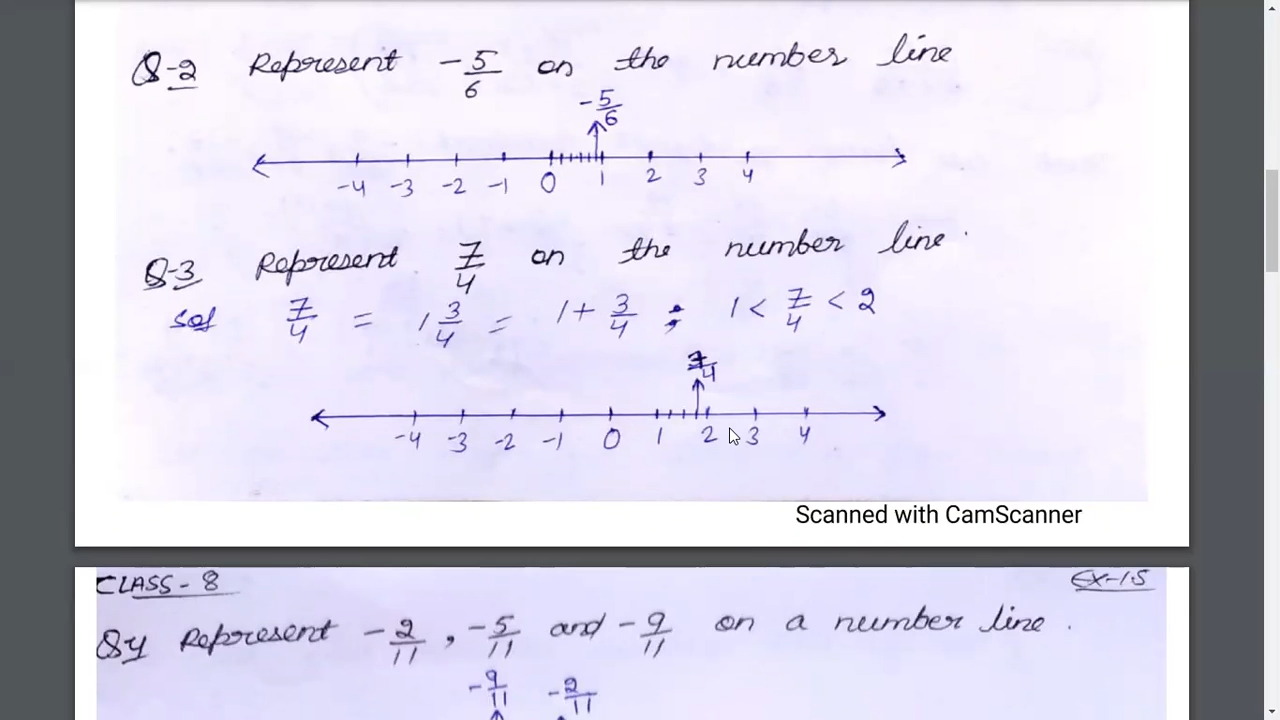 Q-2 Represent -5/6 on the number line
-5/6
-4 -3 -2 -1 0 1 2 3 4
Q-3 Represent 7/4 on the number line.
Sol 7/4 = 1 3/4 = 1 + 3/4 ; 1 < 7/4 < 2
7/4
-4 -3 -2 -1 0 1 2 3 4
Scanned with CamScanner
CLASS - 8 EX-1.5
Q4 Represent -2/11, -5/11 and -9/11 on a number line.
-9/11 -2/11